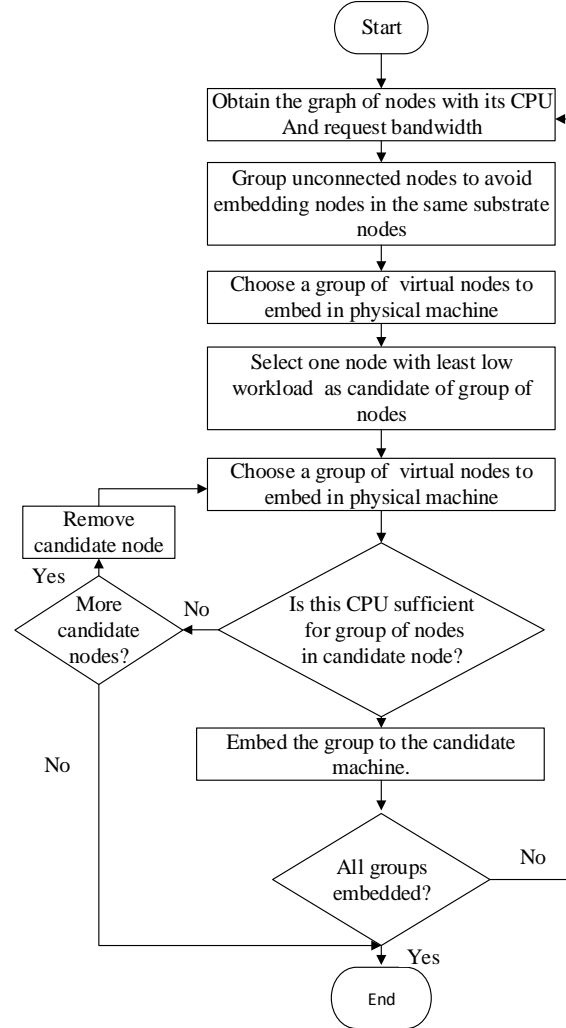 Start
Obtain the graph of nodes with its CPU
And request bandwidth
Group unconnected nodes to avoid
embedding nodes in the same substrate
nodes
Choose a group of virtual nodes to
embed in physical machine
Select one node with least low
workload as candidate of group of
nodes
Choose a group of virtual nodes to
embed in physical machine
Remove
candidate node
Yes
More
candidate
nodes?
No
Is this CPU sufficient
for group of nodes
in candidate node?
Embed the group to the candidate
machine.
No
All groups
embedded?
No
Yes
End